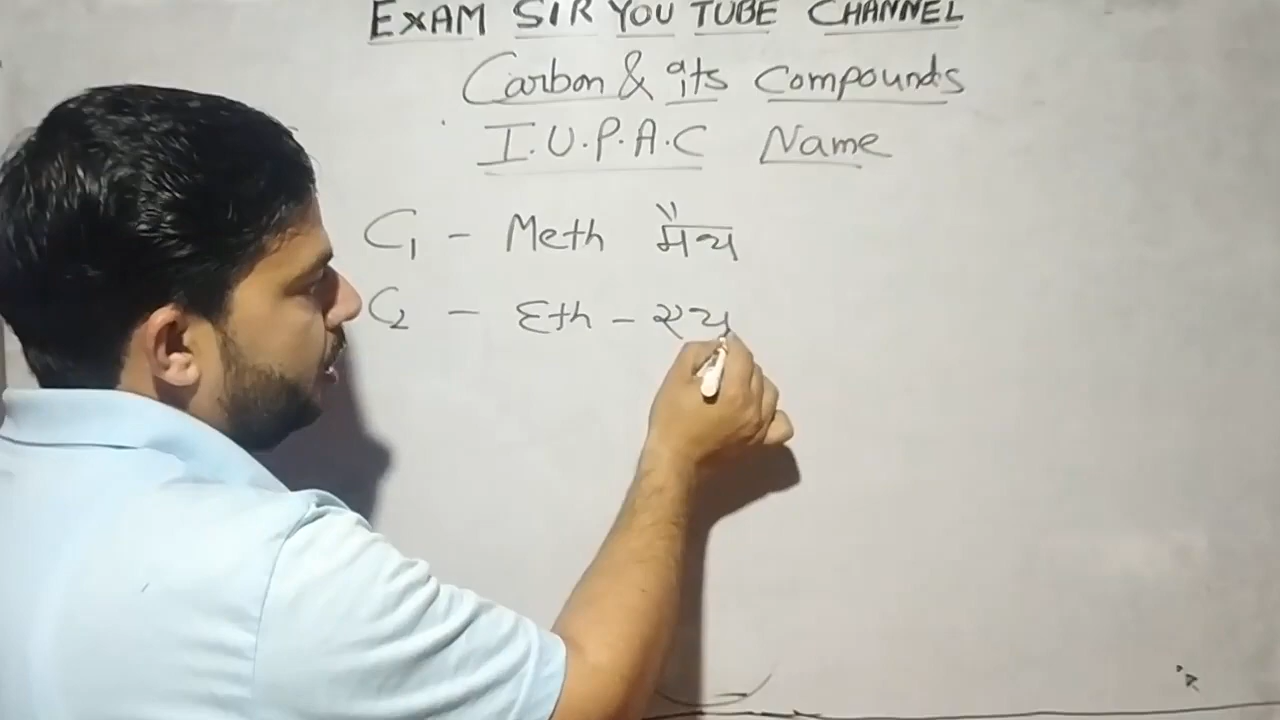 EXAM SIR YOU TUBE CHANNEL
Carbon & its Compounds
I.U.P.A.C Name
C1 - Meth मैथ
C2 - Eth - एथ